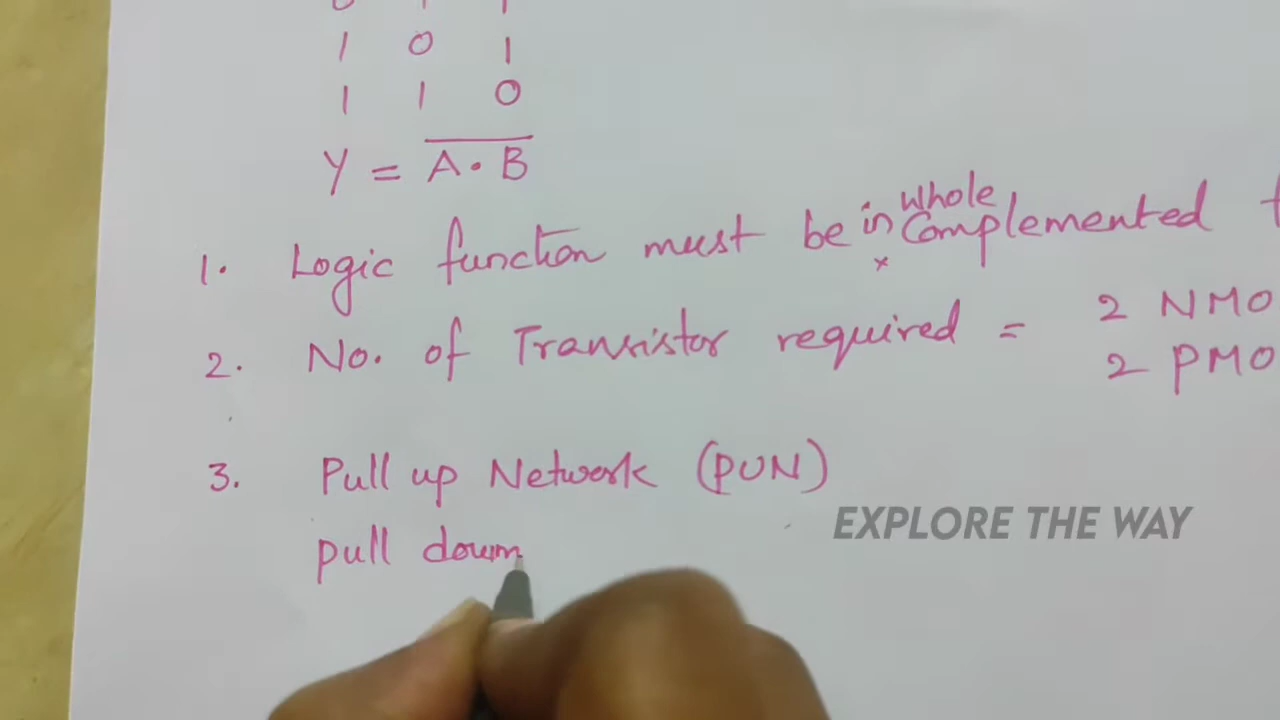 1 0 1
1 1 0
Y = \overline{A · B}
whole
1. Logic function must be in complemented
×
2. No. of Transistor required = 2 NMO
2 PMO
3. Pull up Network (PUN)
EXPLORE THE WAY
pull down